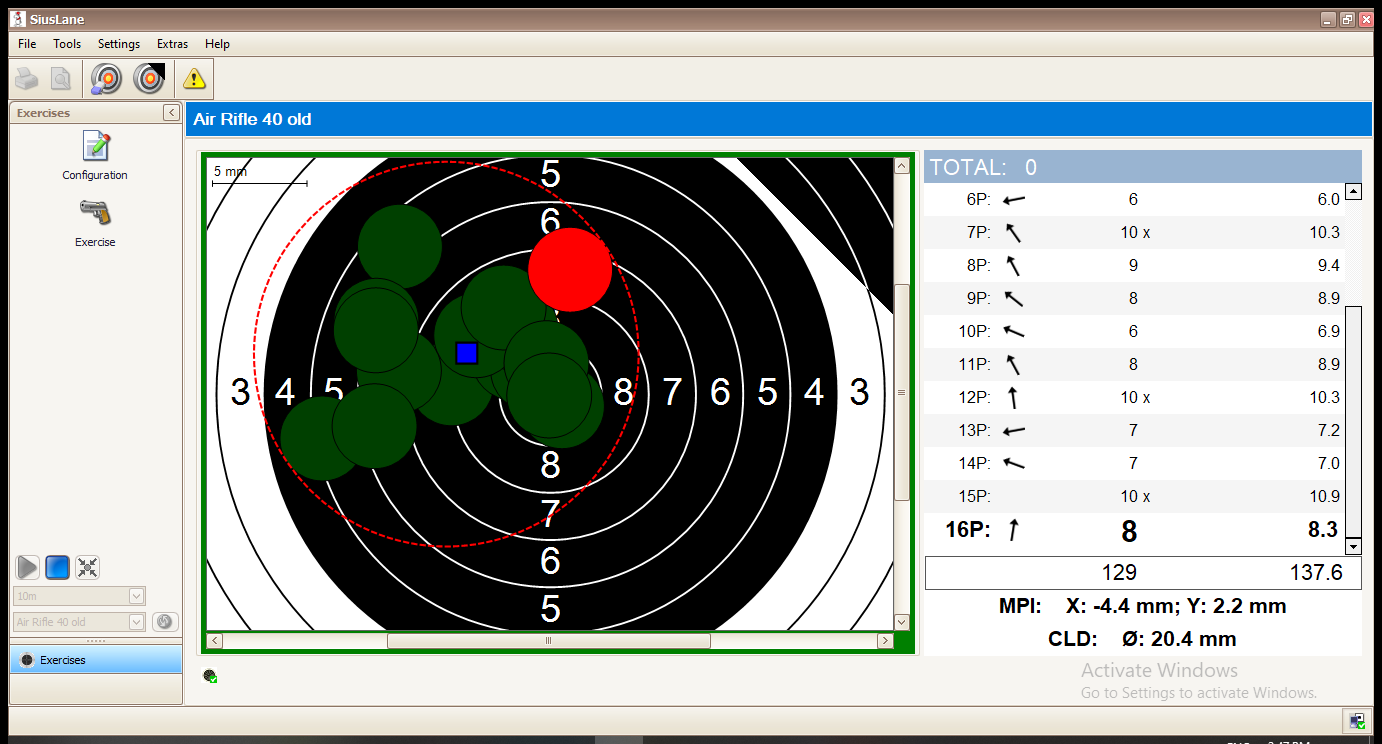 SiusLane
File Tools Settings Extras Help
Exercises
Configuration
Exercise
10m
Air Rifle 40 old
Exercises
Air Rifle 40 old
5 mm
5
6
3 4 5 8 7 6 5 4 3
8
7
6
5
TOTAL: 0
6P: 6 6.0
7P: 10 x 10.3
8P: 9 9.4
9P: 8 8.9
10P: 6 6.9
11P: 8 8.9
12P: 10 x 10.3
13P: 7 7.2
14P: 7 7.0
15P: 10 x 10.9
16P: 8 8.3
129 137.6
MPI: X: -4.4 mm; Y: 2.2 mm
CLD: Ø: 20.4 mm
Activate Windows
Go to Settings to activate Windows.